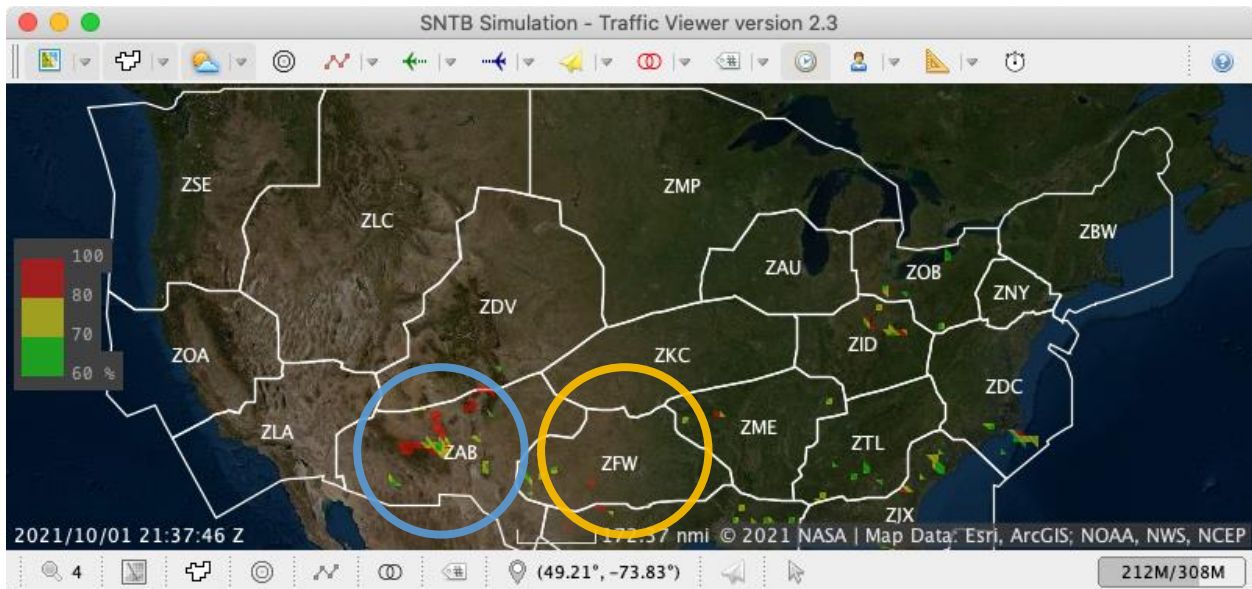 SNTB Simulation - Traffic Viewer version 2.3
ZSE
ZMP
ZLC
ZBW
100
ZAU
ZOB
80
ZNY
ZDV
70
ZOA
ZKC
ZID
60 %
ZDC
ZLA
ZME
ZTL
ZAB
ZFW
ZJX
2021/10/01 21:37:46 Z
172.37 nmi © 2021 NASA | Map Data: Esri, ArcGIS; NOAA, NWS, NCEP
4
(49.21°, -73.83°)
212M/308M